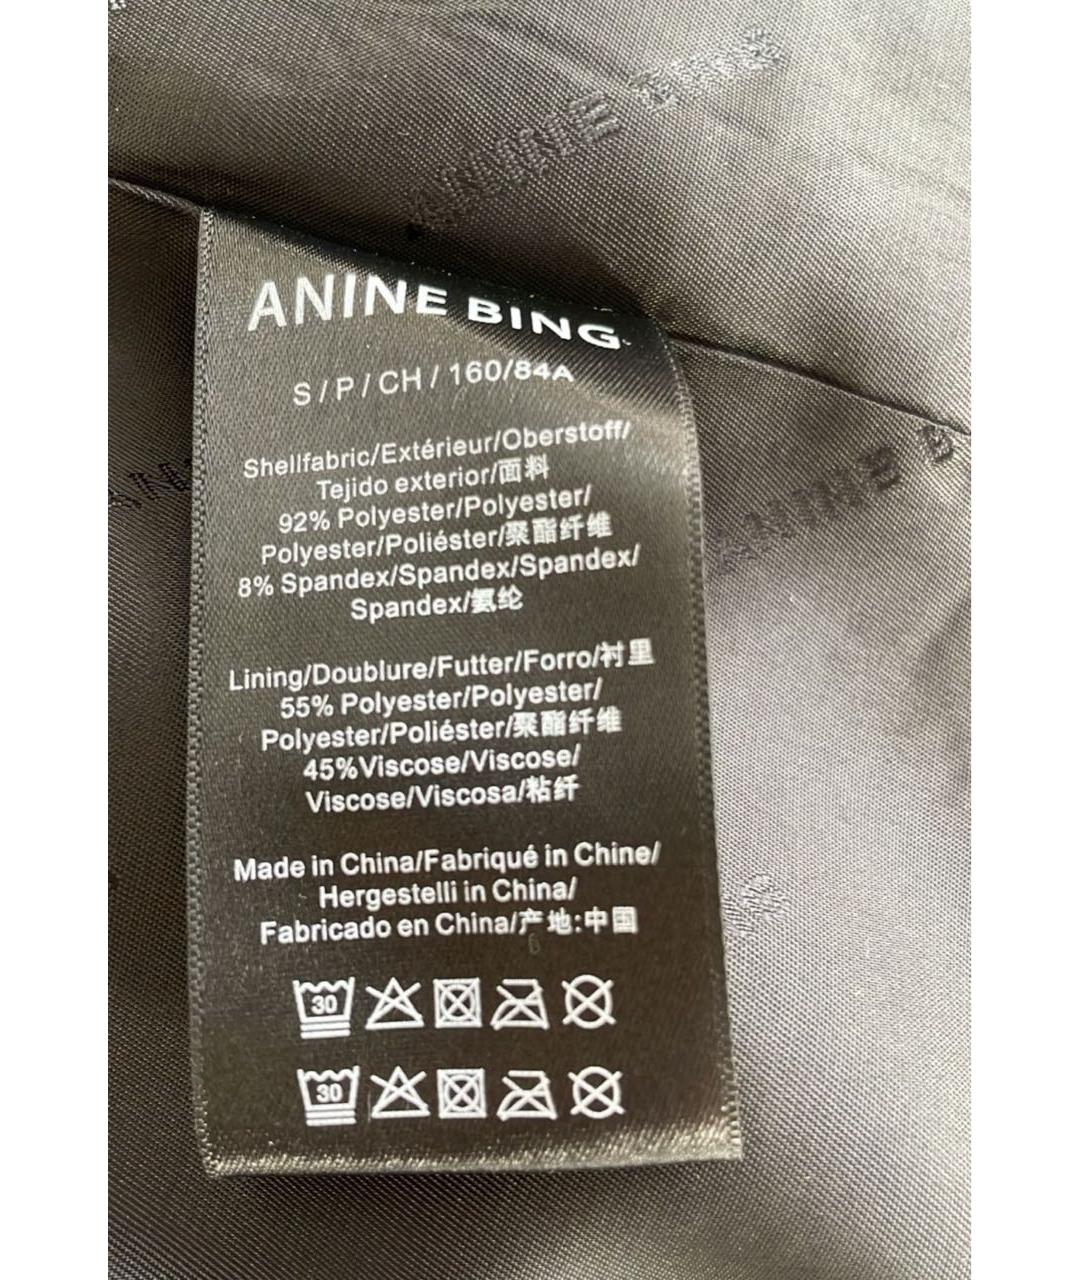 ANINE BING
ANINE BING
S/P/CH/160/84A
Shellfabric/Extérieur/Oberstoff/
Tejido exterior/面料
92% Polyester/Polyester/
Polyester/Poliéster/聚酯纤维
8% Spandex/Spandex/Spandex/
Spandex/氨纶
Lining/Doublure/Futter/Forro/衬里
55% Polyester/Polyester/
Polyester/Poliéster/聚酯纤维
45%Viscose/Viscose/
Viscose/Viscosa/粘纤
Made in China/Fabriqué in Chine/
Hergestelli in China/
Fabricado en China/产地:中国
30
30
ANINE B